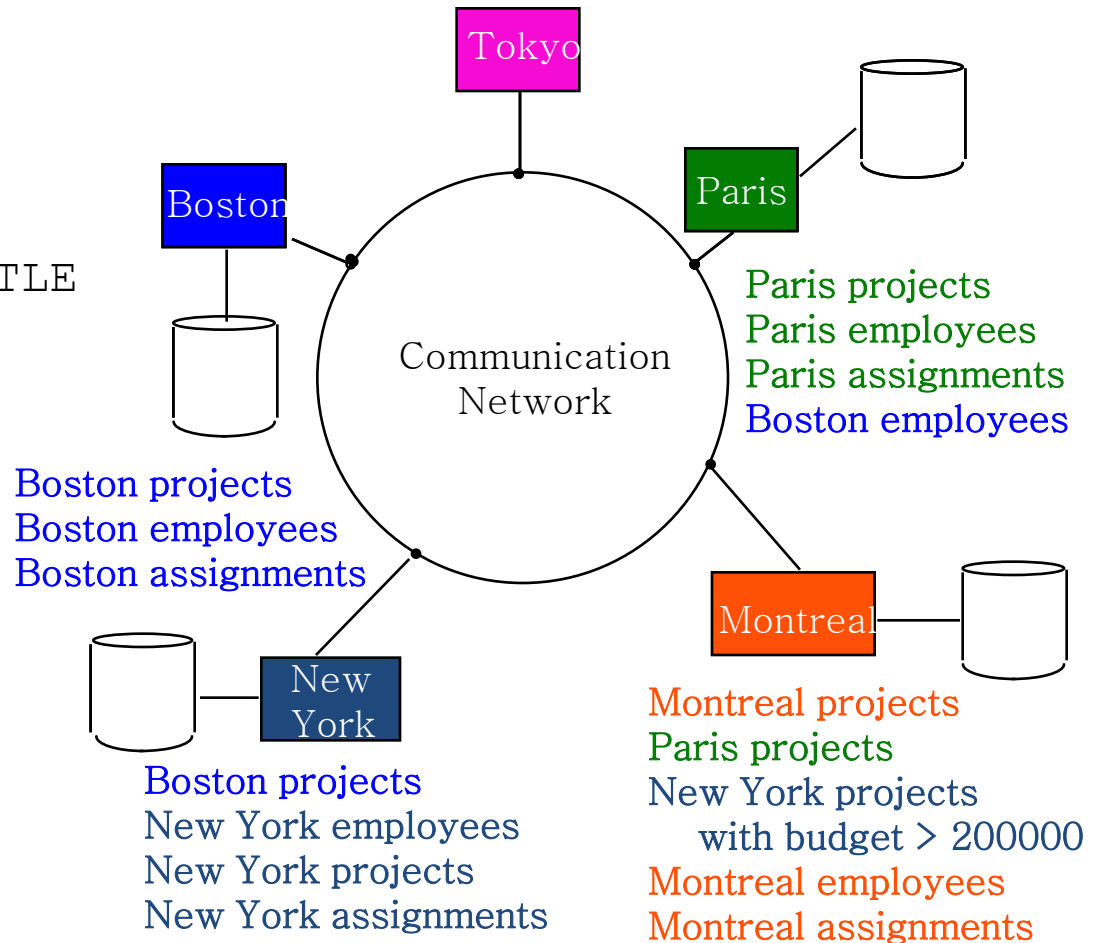 Tokyo
Paris
Boston
TLE
Paris projects
Paris employees
Paris assignments
Boston employees
Communication
Network
Boston projects
Boston employees
Boston assignments
Montreal
New
York
Montreal projects
Paris projects
New York projects
with budget > 200000
Montreal employees
Montreal assignments
Boston projects
New York employees
New York projects
New York assignments